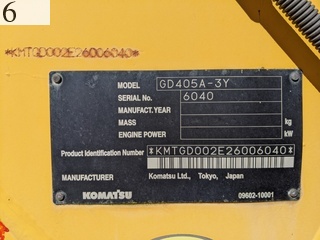 6
*KMTGD002E26006040*
MODEL GD405A-3Y
SERIAL No. 6040
MANUFACT.YEAR
MASS kg
ENGINE POWER kW
Product Identification Number *KMTGD002E26006040*
MANUFACTURER
KOMATSU Komatsu Ltd., Tokyo, Japan
09602-10001